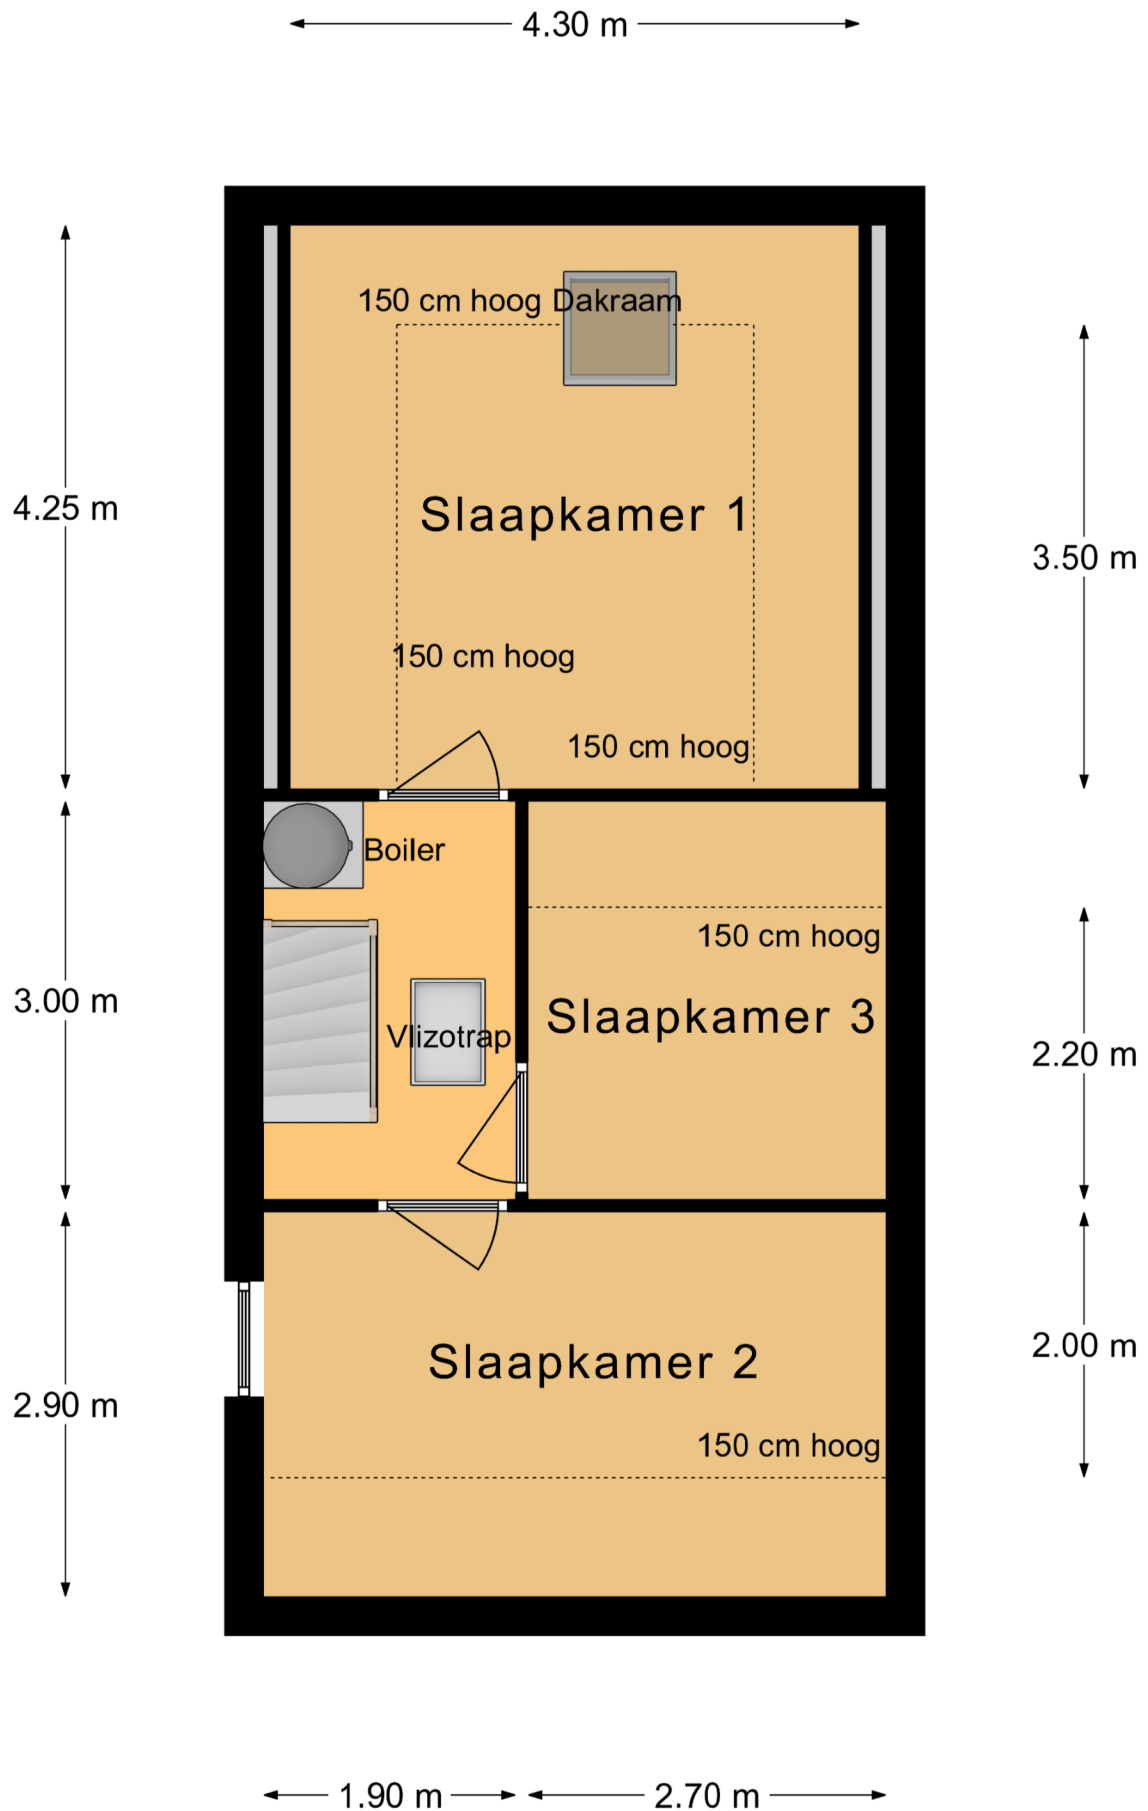 4.30 m
150 cm hoog Dakraam
Slaapkamer 1
4.25 m
3.50 m
150 cm hoog
150 cm hoog
Boiler
150 cm hoog
3.00 m
Slaapkamer 3
Vlizotrap
2.20 m
Slaapkamer 2
2.00 m
2.90 m
150 cm hoog
1.90 m
2.70 m